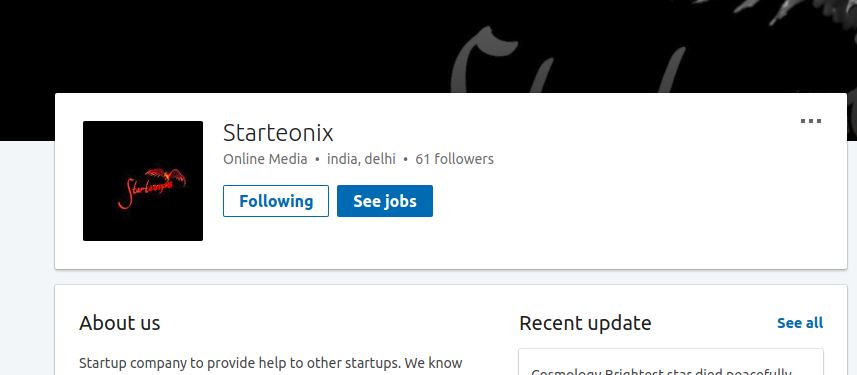 Starteonix
Online Media • india, delhi • 61 followers
Following
See jobs
About us
Recent update
See all
Startup company to provide help to other startups. We know
Cosmology Brightest star died peacefully